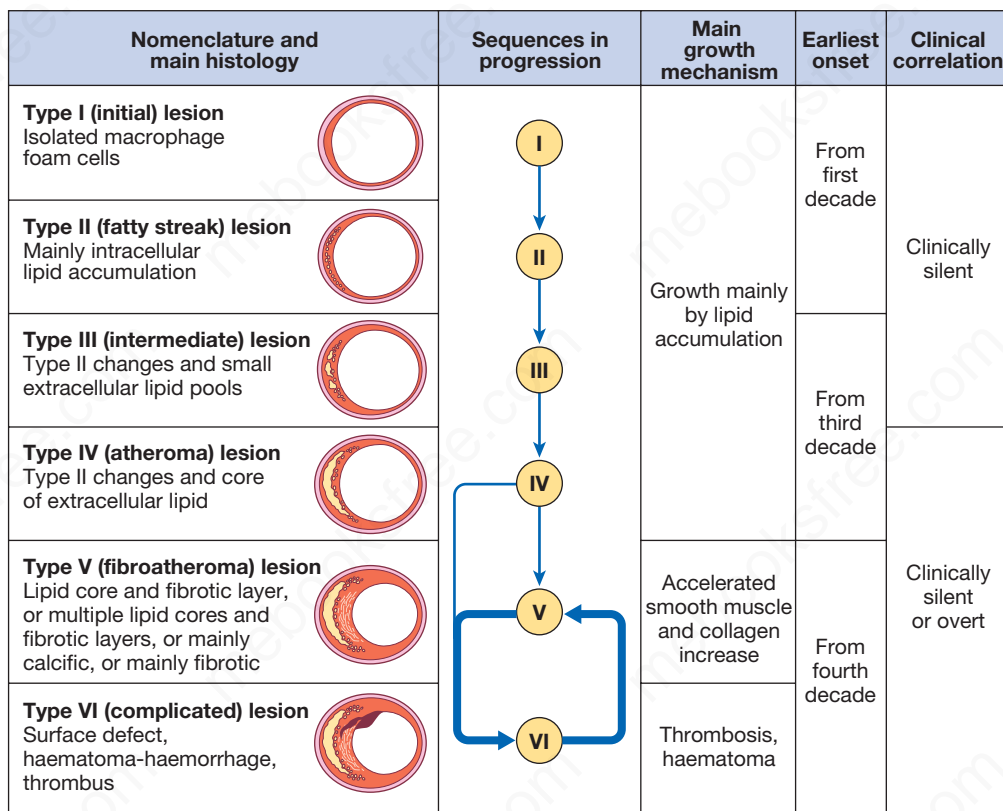 Nomenclature and
main histology
Sequences in
progression
Main
growth
mechanism
Earliest
onset
Clinical
correlation
Type I (initial) lesion
Isolated macrophage
foam cells
I
From
first
decade
Type II (fatty streak) lesion
Mainly intracellular
lipid accumulation
II
Clinically
silent
Growth mainly
by lipid
accumulation
Type III (intermediate) lesion
Type II changes and small
extracellular lipid pools
III
From
third
decade
Type IV (atheroma) lesion
Type II changes and core
of extracellular lipid
IV
Type V (fibroatheroma) lesion
Lipid core and fibrotic layer,
or multiple lipid cores and
fibrotic layers, or mainly
calcific, or mainly fibrotic
V
Accelerated
smooth muscle
and collagen
increase
Clinically
silent
or overt
From
fourth
decade
Type VI (complicated) lesion
Surface defect,
haematoma-haemorrhage,
thrombus
VI
Thrombosis,
haematoma
mebooksfree.com